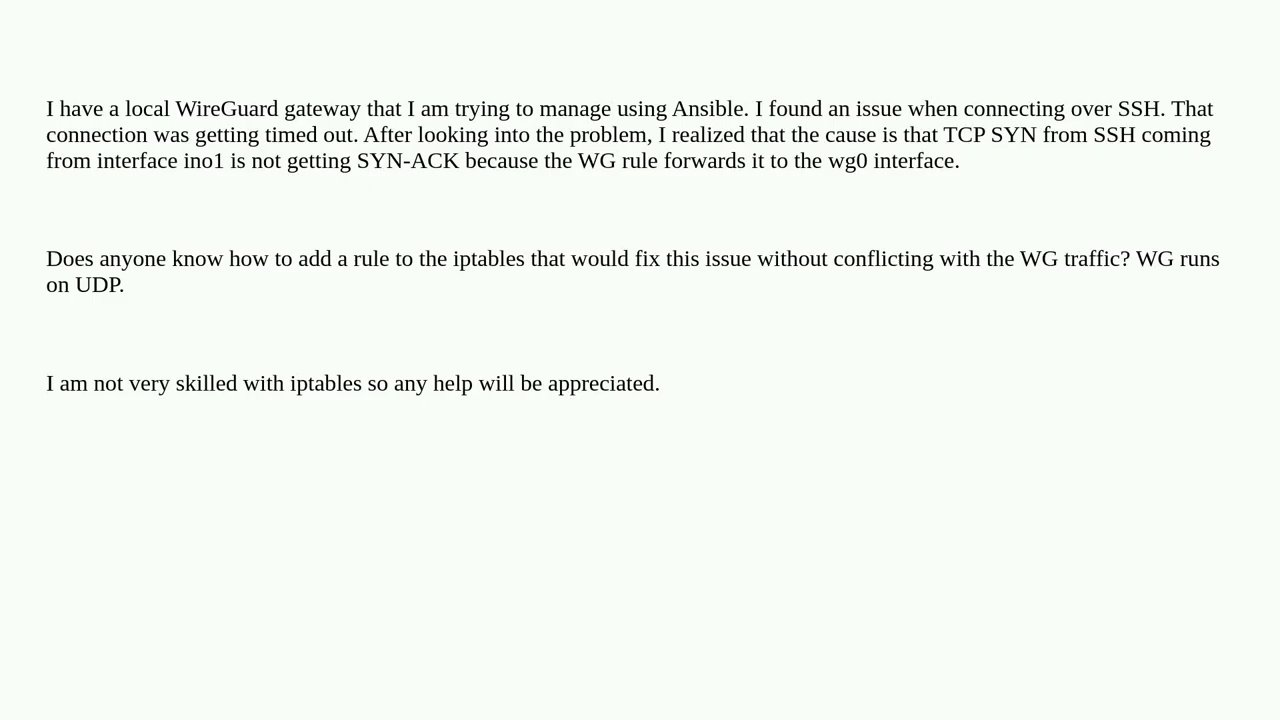 I have a local WireGuard gateway that I am trying to manage using Ansible. I found an issue when connecting over SSH. That
connection was getting timed out. After looking into the problem, I realized that the cause is that TCP SYN from SSH coming
from interface ino1 is not getting SYN-ACK because the WG rule forwards it to the wg0 interface.
Does anyone know how to add a rule to the iptables that would fix this issue without conflicting with the WG traffic? WG runs
on UDP.
I am not very skilled with iptables so any help will be appreciated.